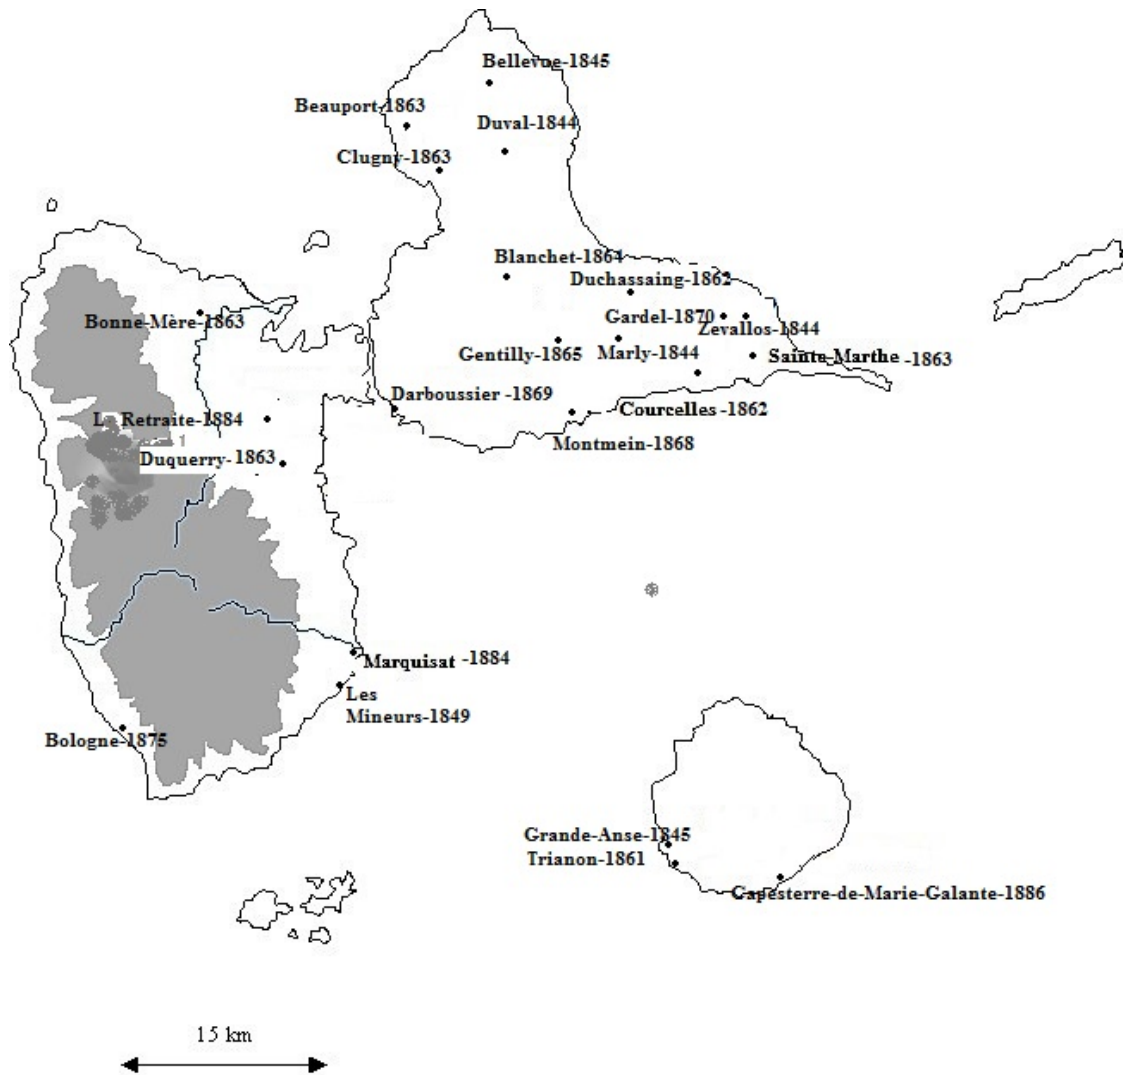 Bellevue-1845
Beauport-1863
Duval-1844
Clugny-1863
Blanchet-1864
Duchassaing-1862
Bonne-Mère-1863
Gardel-1870
Zevallos-1844
Gentilly-1865
Marly-1844
Sainte-Marthe -1863
Darboussier -1869
Courcelles -1862
L Retraite-1884
Montmein-1868
1
Duquerry-1863
Marquisat -1884
Les
Mineurs-1849
Bologne-1875
Grande-Anse-1845
Trianon-1861
Capesterre-de-Marie-Galante-1886
15 km